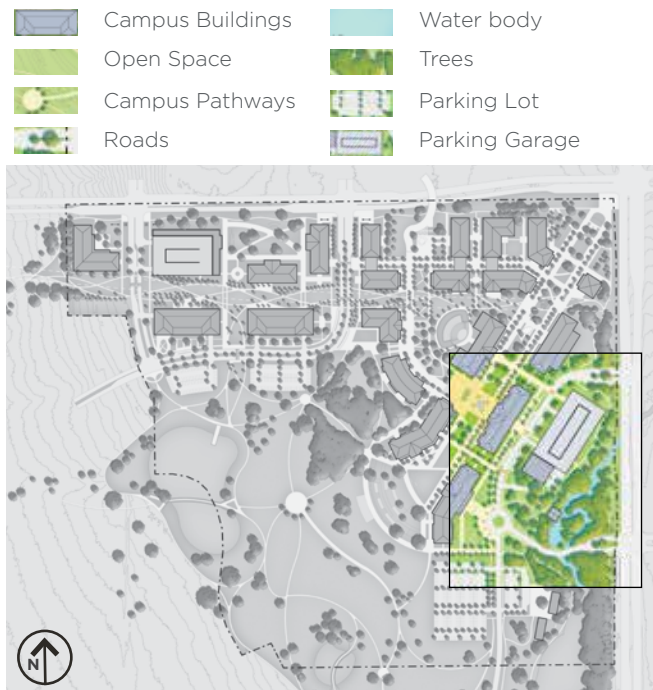 Campus Buildings
Water body
Open Space
Trees
Campus Pathways
Parking Lot
Roads
Parking Garage
N